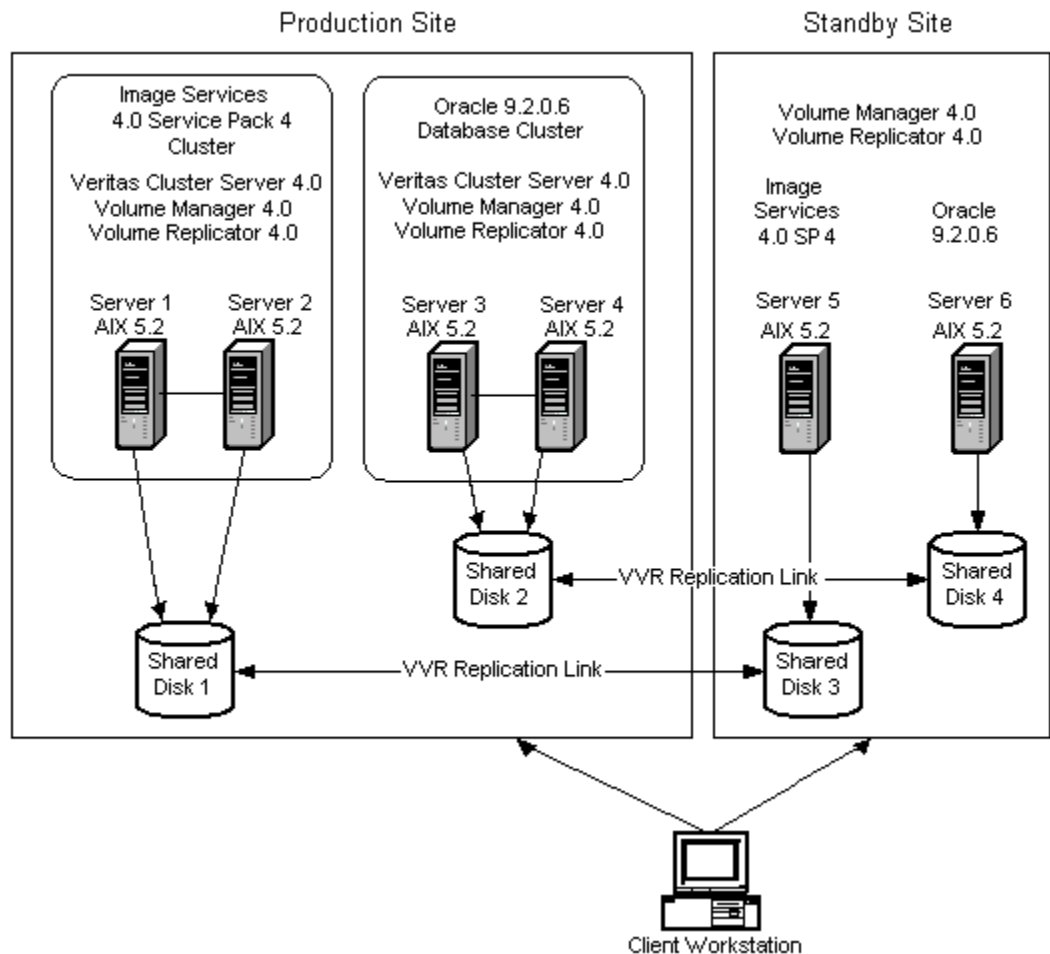 Production Site
Standby Site
Image Services
4.0 Service Pack 4
Cluster
Veritas Cluster Server 4.0
Volume Manager 4.0
Volume Replicator 4.0
Server 1
AIX 5.2
Server 2
AIX 5.2
Oracle 9.2.0.6
Database Cluster
Veritas Cluster Server 4.0
Volume Manager 4.0
Volume Replicator 4.0
Server 3
AIX 5.2
Server 4
AIX 5.2
Volume Manager 4.0
Volume Replicator 4.0
Image
Services
4.0 SP 4
Oracle
9.2.0.6
Server 5
AIX 5.2
Server 6
AIX 5.2
Shared
Disk 2
VVR Replication Link
Shared
Disk 4
Shared
Disk 1
VVR Replication Link
Shared
Disk 3
Client Workstation